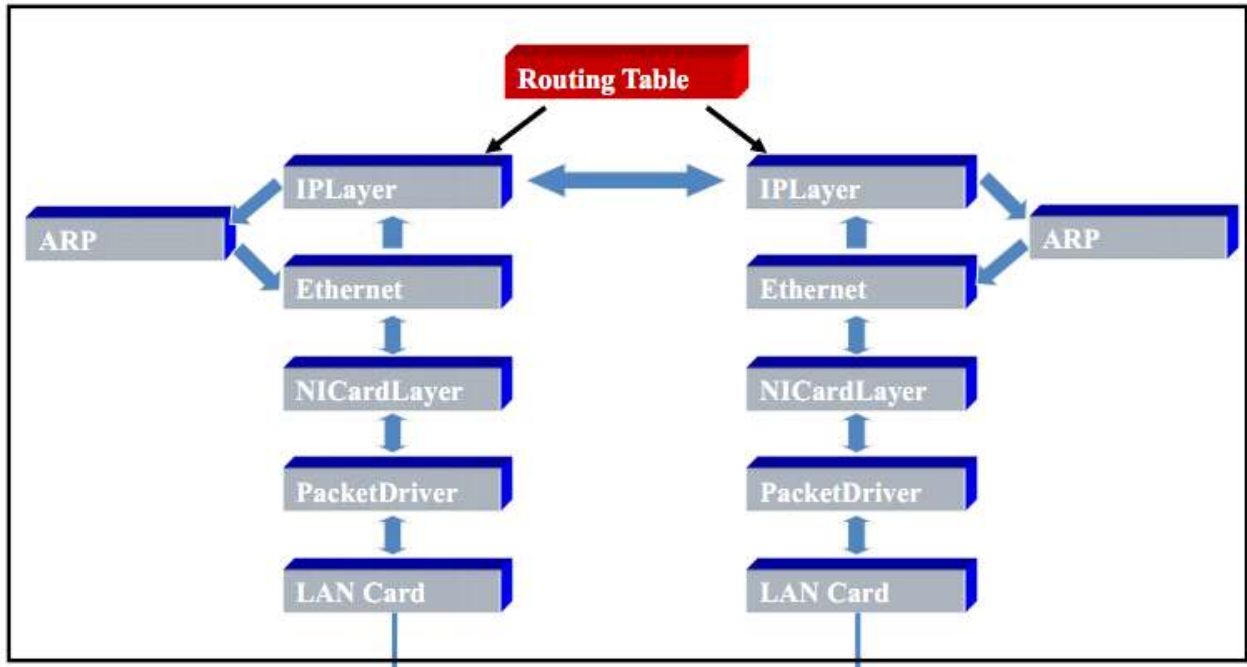 Routing Table
IPLayer
IPLayer
ARP
ARP
Ethernet
Ethernet
NICardLayer
NICardLayer
PacketDriver
PacketDriver
LAN Card
LAN Card